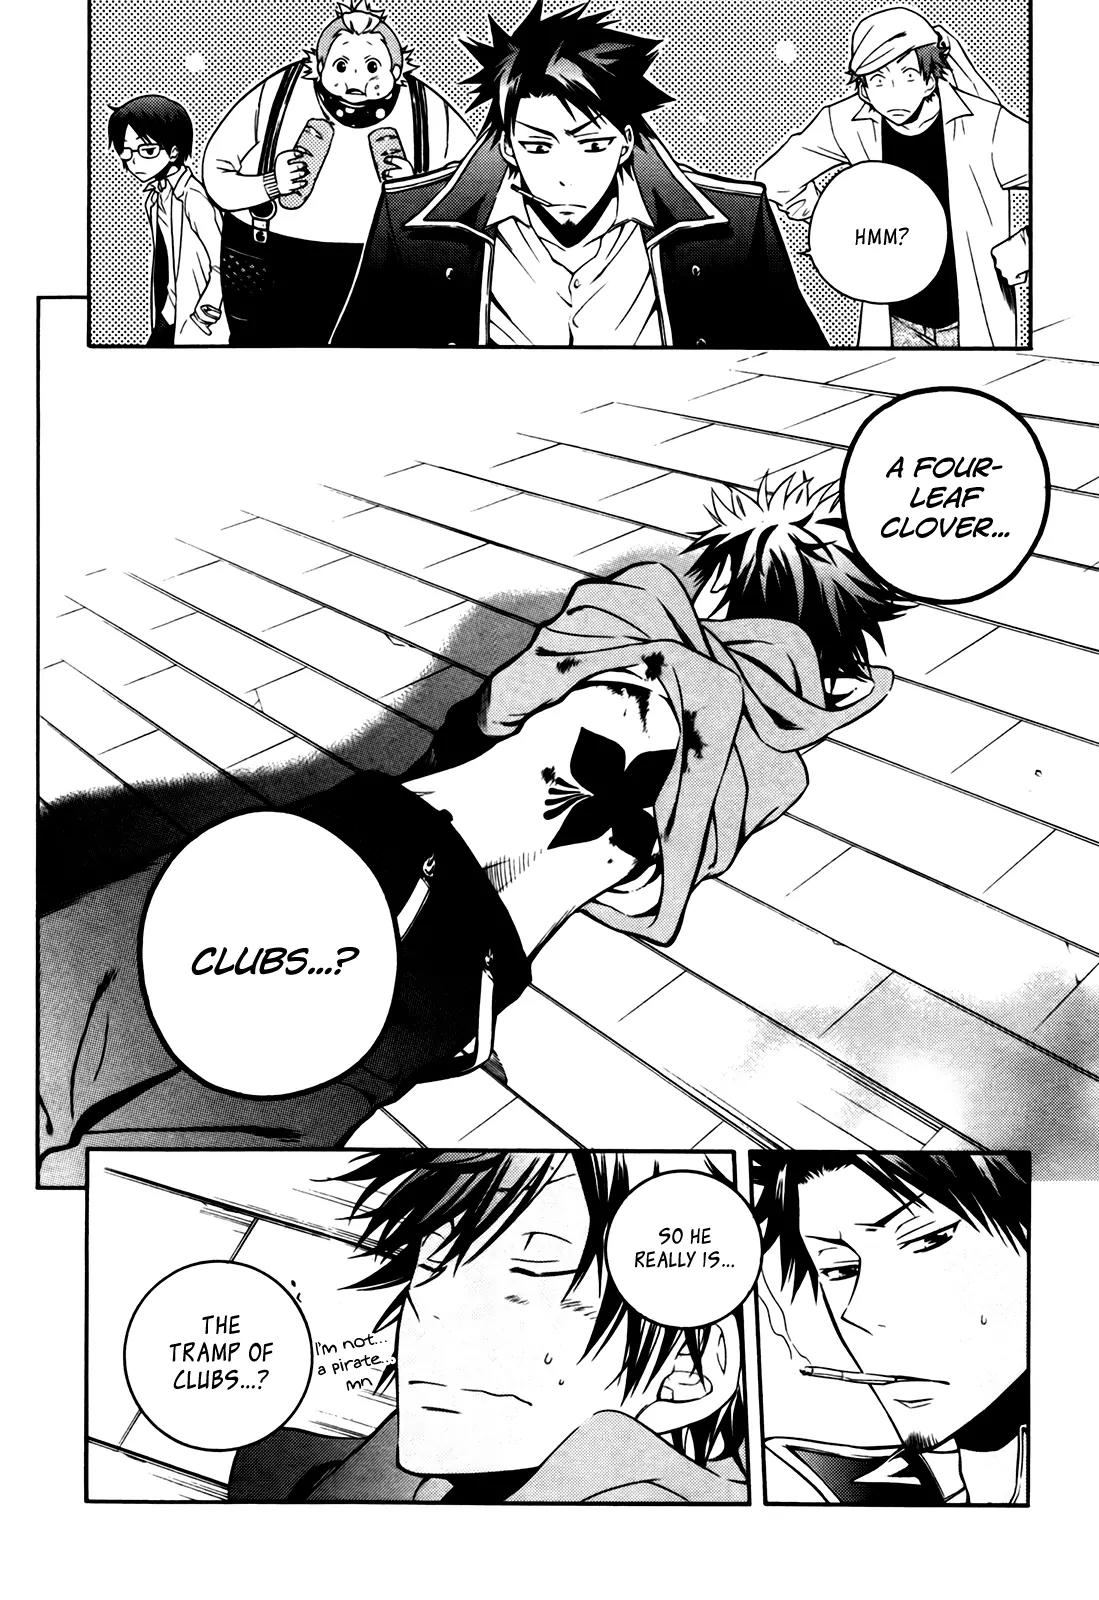 HMM?
A FOUR-
LEAF
CLOVER...
CLUBS...?
SO HE
REALLY IS...
THE
TRAMP OF
CLUBS...?
I'm not...
a pirate...
mn